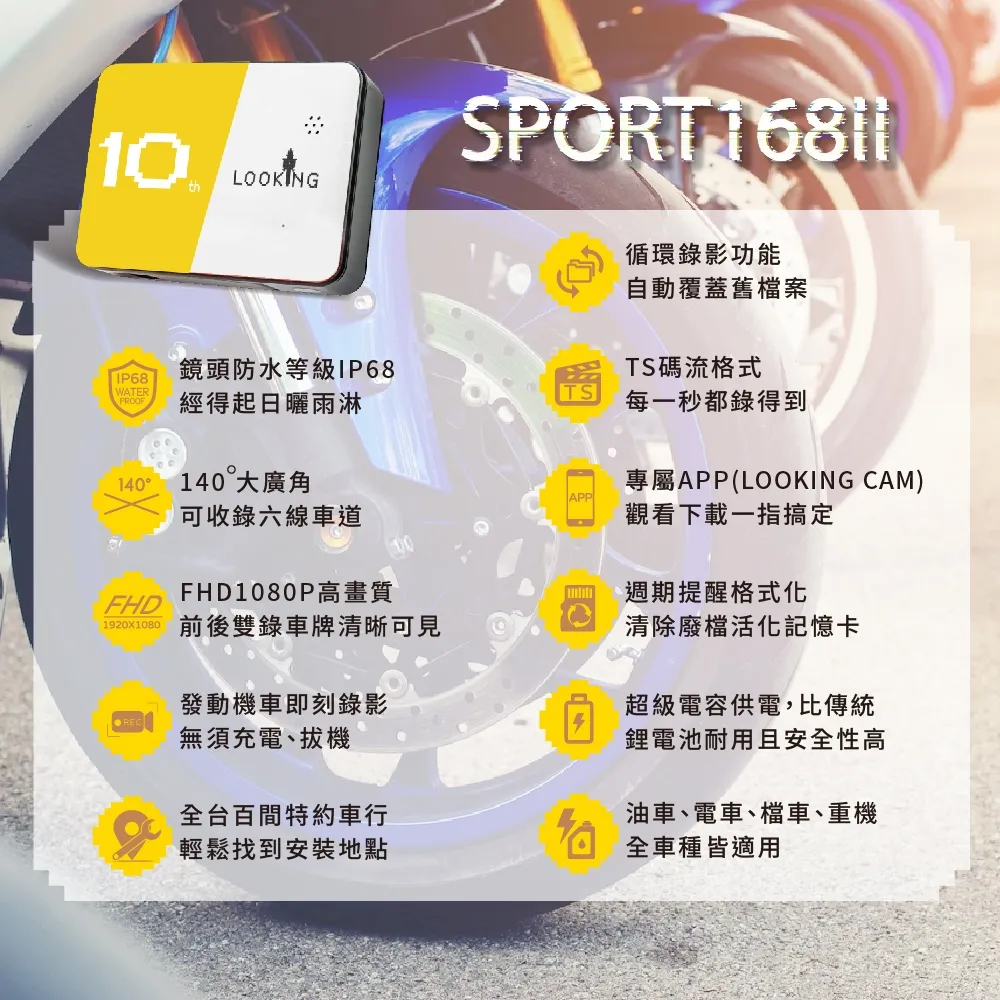 10th
LOOKING
SPORT168II
循環錄影功能
自動覆蓋舊檔案
IP68
WATER
PROOF
鏡頭防水等級IP68
經得起日曬雨淋
TS
TS碼流格式
每一秒都錄得到
140°
140°大廣角
可收錄六線車道
APP
專屬APP(LOOKING CAM)
觀看下載一指搞定
FHD
1920X1080
FHD1080P高畫質
前後雙錄車牌清晰可見
週期提醒格式化
清除廢檔活化記憶卡
REC
發動機車即刻錄影
無須充電、拔機
超級電容供電,比傳統
鋰電池耐用且安全性高
全台百間特約車行
輕鬆找到安裝地點
油車、電車、檔車、重機
全車種皆適用